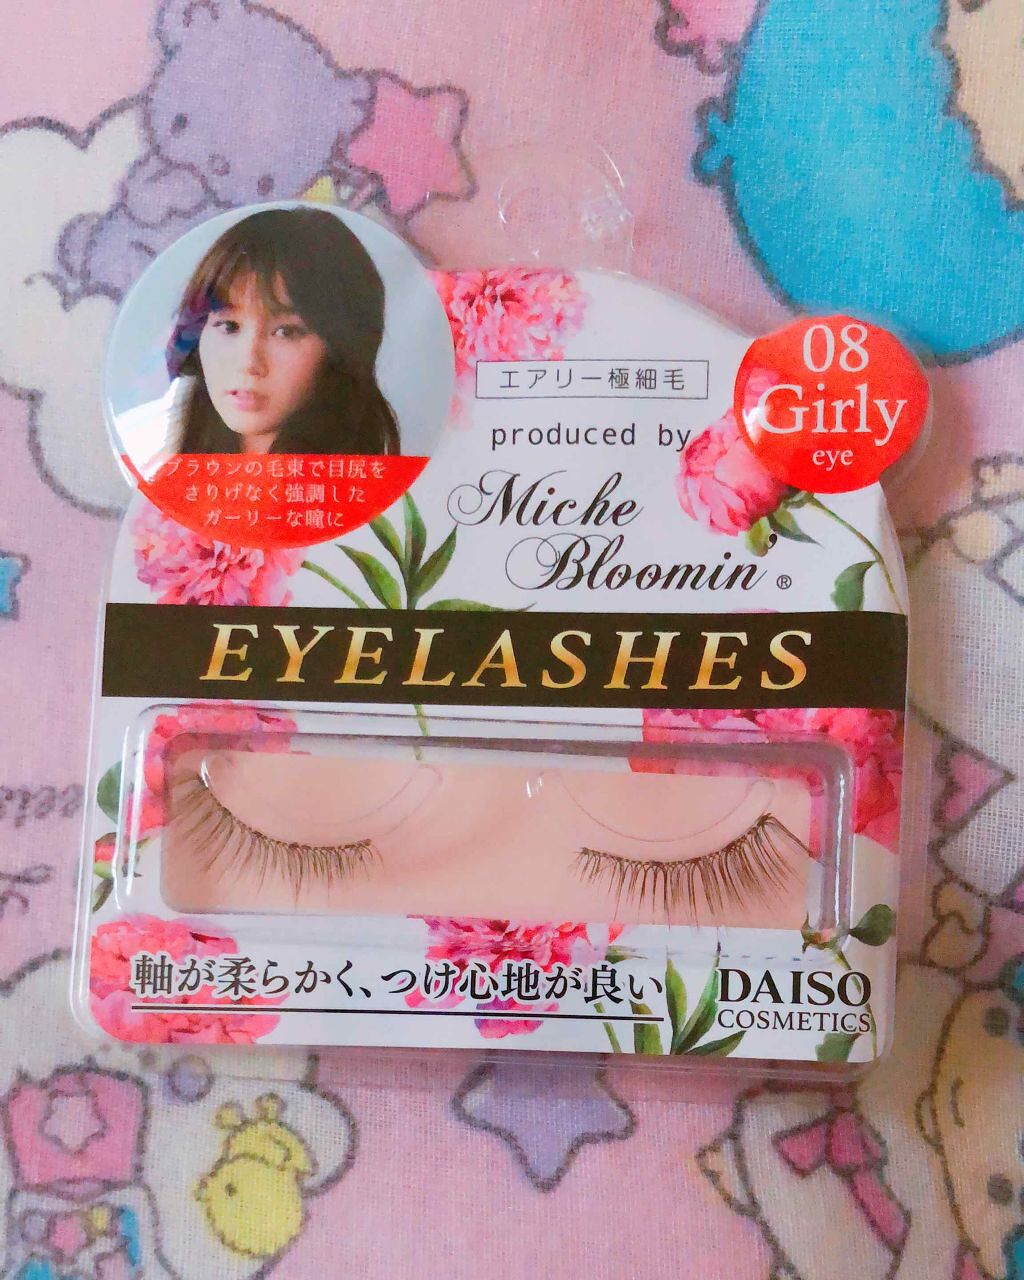 08
Girly
eye
エアリー極細毛
produced by
Miche
Bloomin'®
ブラウンの毛束で目尻を
さりげなく強調した
ガーリーな瞳に
EYELASHES
軸が柔らかく、つけ心地が良い
DAISO
COSMETICS